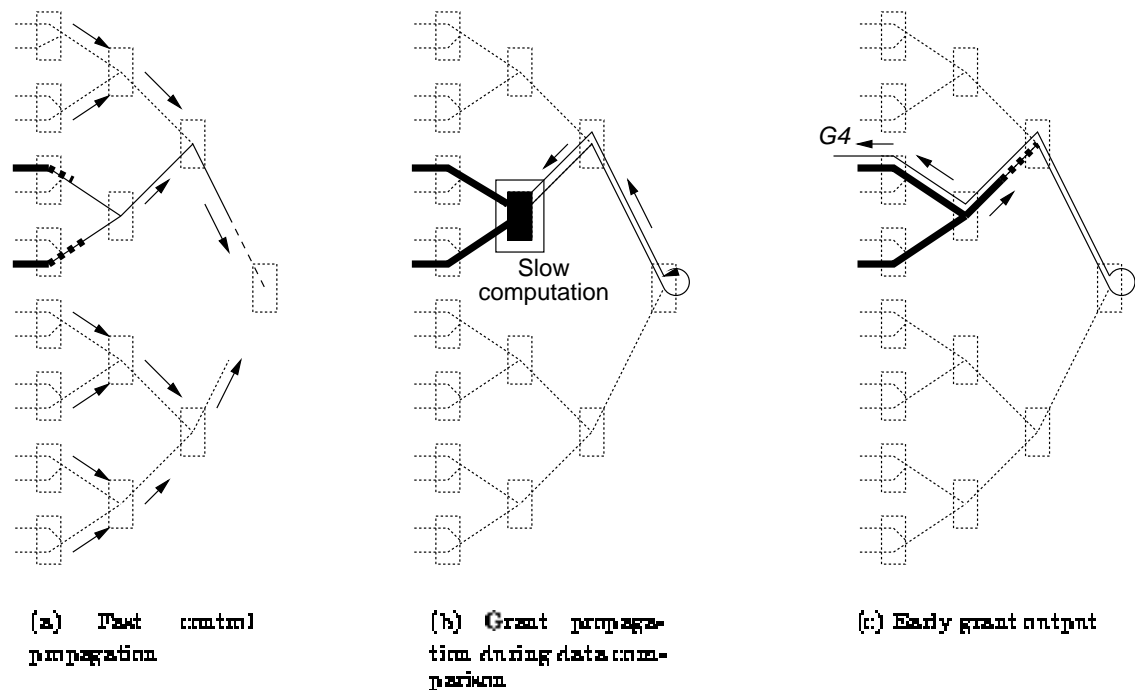 G4
Slow
computation
(a) Fast control
propagation
(b) Grant propaga-
tion during data com-
parison
(c) Early grant output